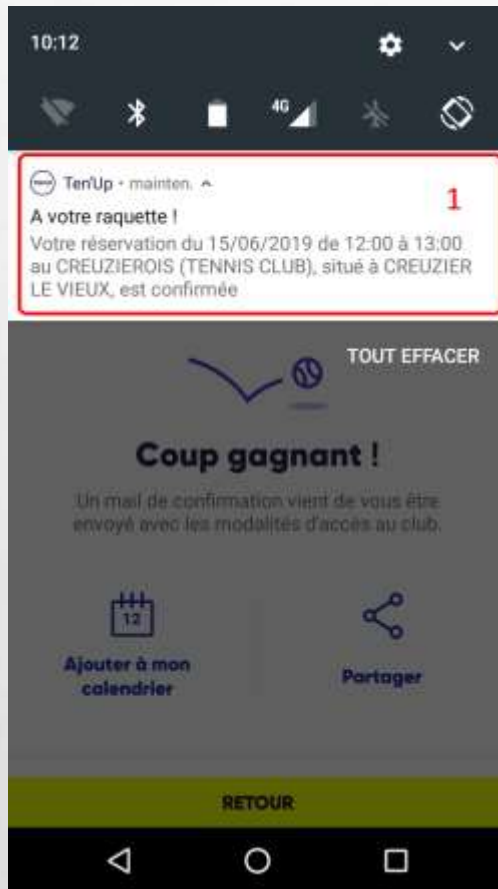 10:12
4G
Ten'Up • mainten.
1
A votre raquette !
Votre réservation du 15/06/2019 de 12:00 à 13:00
au CREUZIEROIS (TENNIS CLUB), situé à CREUZIER
LE VIEUX, est confirmée
TOUT EFFACER
Coup gagnant !
Un mail de confirmation vient de vous être
envoyé avec les modalités d'accès au club.
12
Ajouter à mon
calendrier
Partager
RETOUR